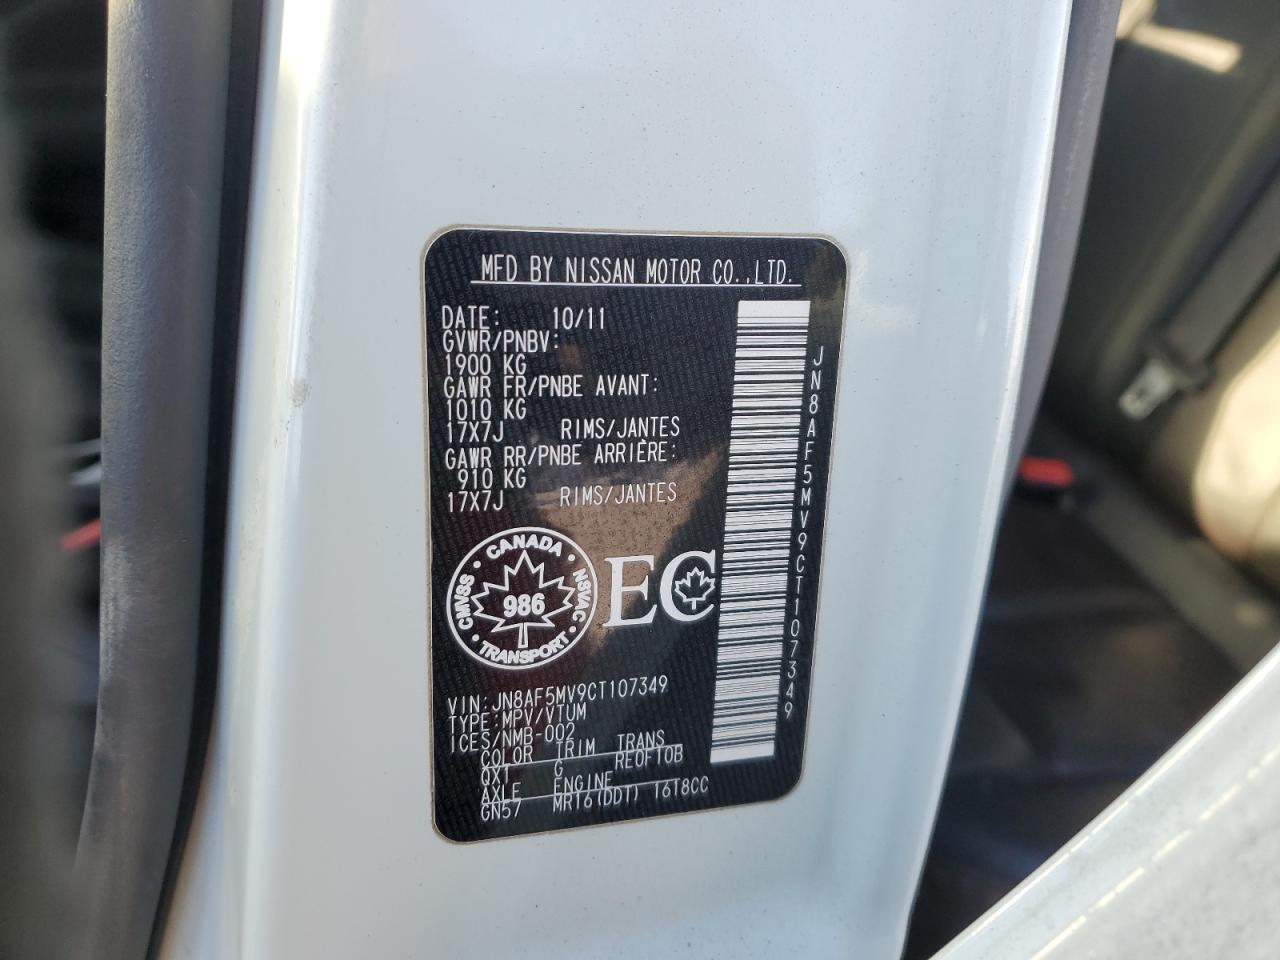 MFD BY NISSAN MOTOR CO.,LTD.
DATE: 10/11
GVWR/PNBV:
1900 KG
GAWR FR/PNBE AVANT:
1010 KG
17X7J RIMS/JANTES
GAWR RR/PNBE ARRIÈRE:
910 KG
17X7J RIMS/JANTES
CANADA
CMVSS
NSVAC
986
TRANSPORT
EC
VIN:JN8AF5MV9CT107349
TYPE:MPV/VTUM
ICES/NMB-002
COLOR TRIM TRANS
QX1 G RE0F10B
AXLE ENGINE
GN57 MR16(DDT) 1618CC
JN8AF5MV9CT107349